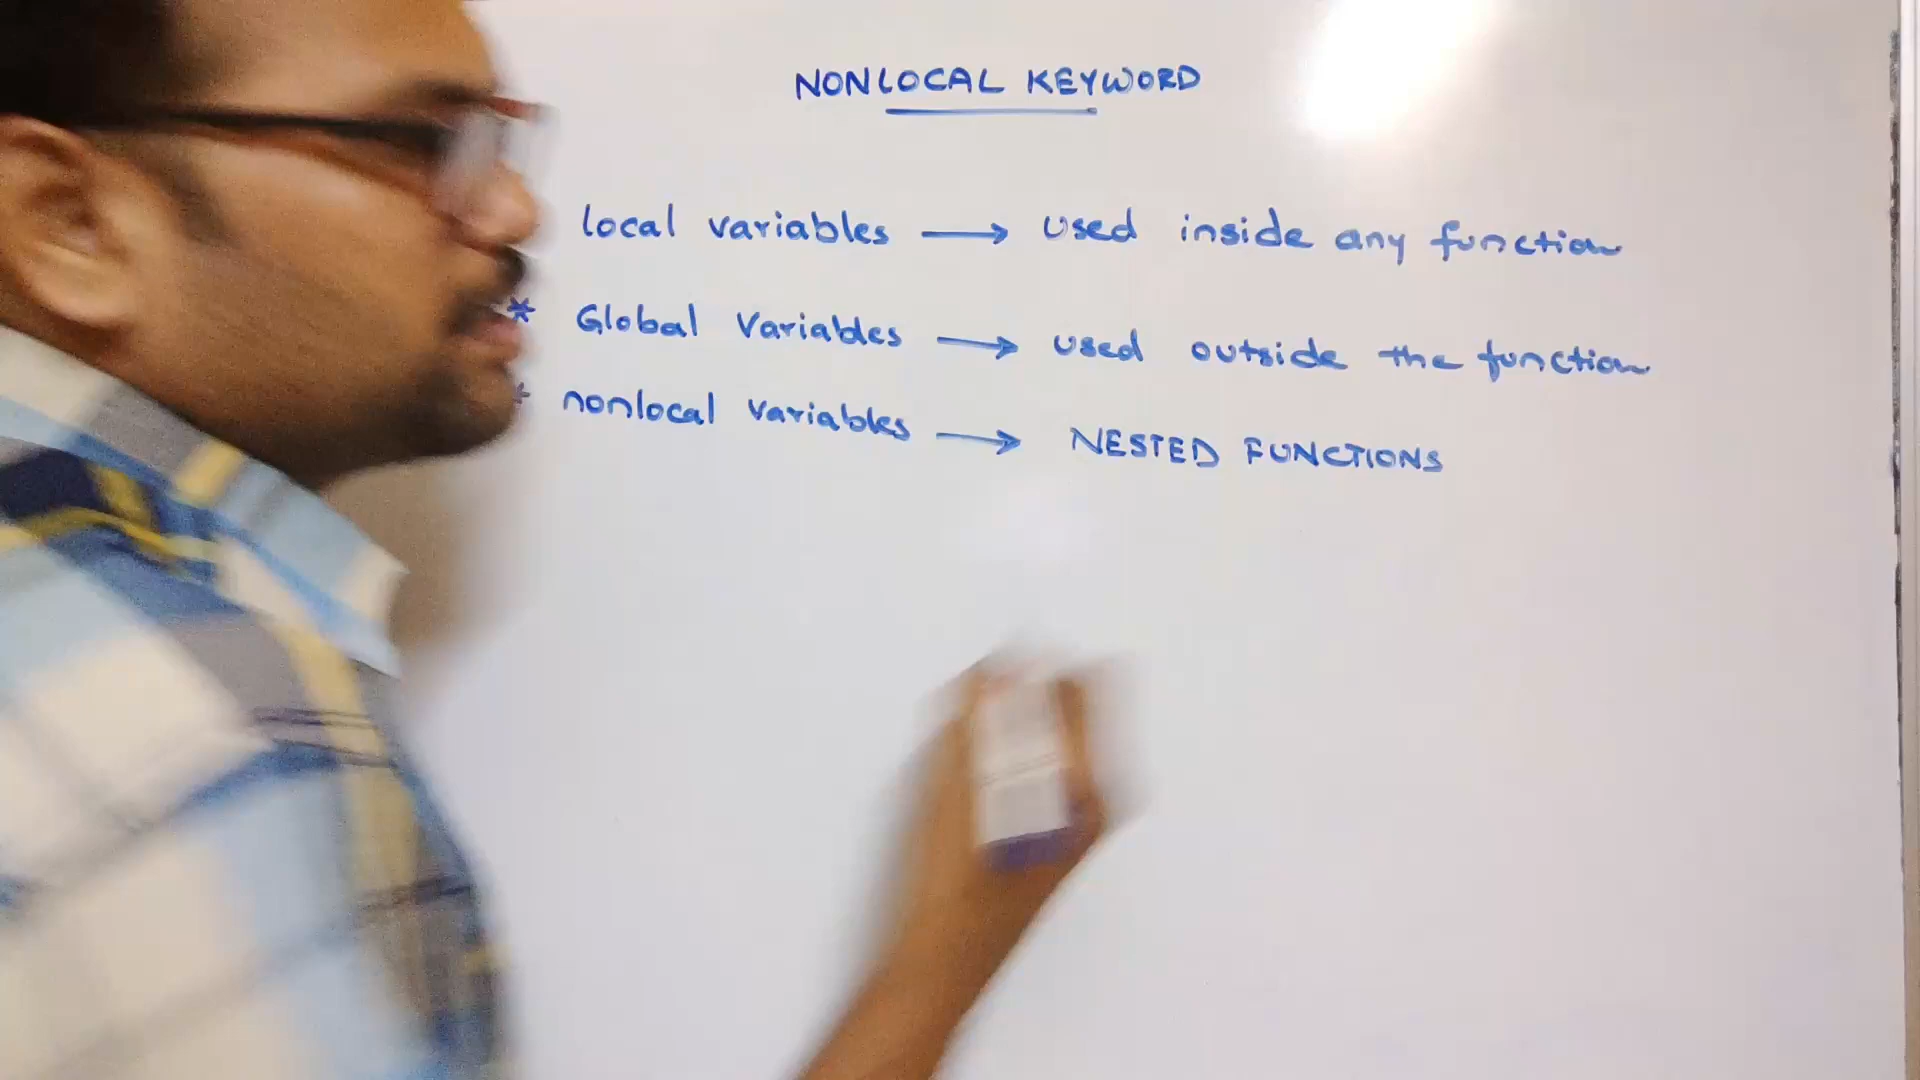 NONLOCAL KEYWORD
local variables → used inside any function
* Global Variables → used outside the function
* nonlocal variables → NESTED FUNCTIONS